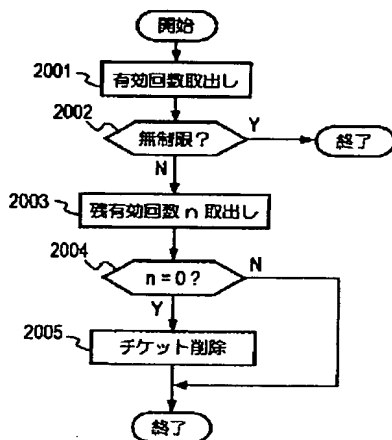 開始
2001
有効回数取出し
2002
無制限?
Y
終了
N
2003
残有効回数n取出し
2004
n=0?
N
Y
2005
チケット削除
終了